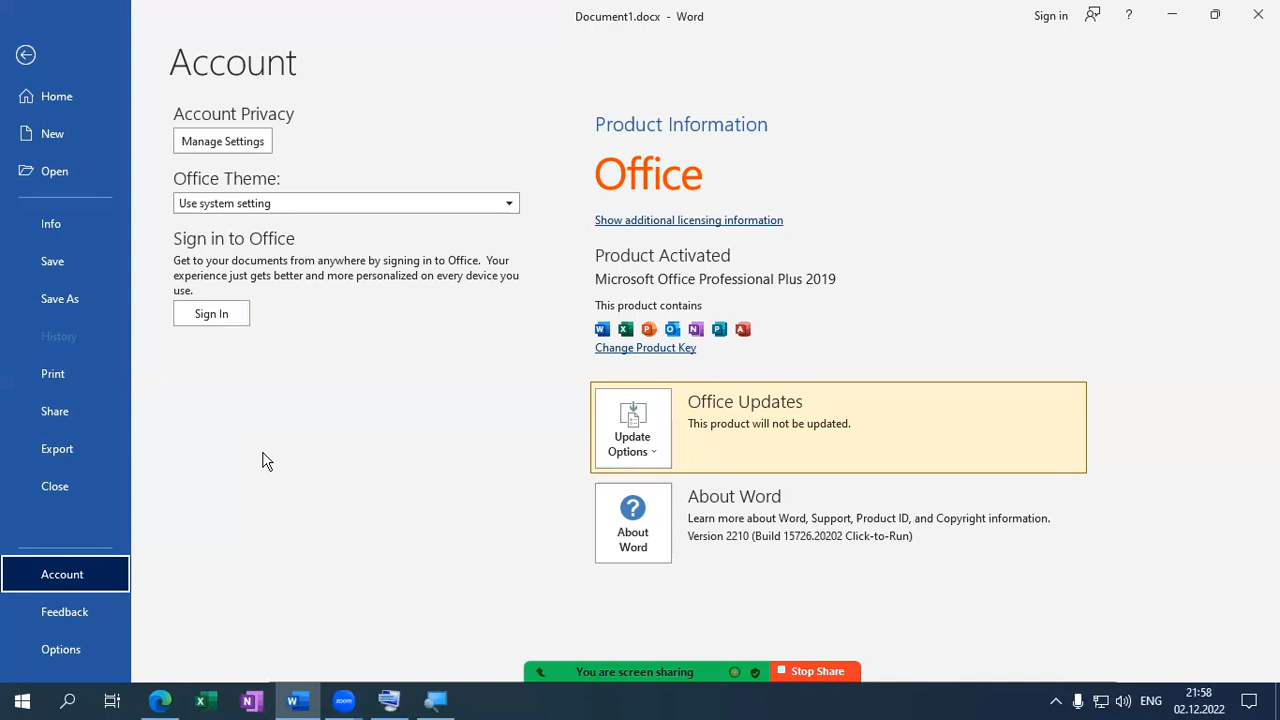 Document1.docx - Word
Sign in
?
Account
Home
New
Open
Info
Save
Save As
History
Print
Share
Export
Close
Account
Feedback
Options
Account Privacy
Manage Settings
Office Theme:
Use system setting
Sign in to Office
Get to your documents from anywhere by signing in to Office. Your
experience just gets better and more personalized on every device you
use.
Sign In
Product Information
Office
Show additional licensing information
Product Activated
Microsoft Office Professional Plus 2019
This product contains
W X P O N P A
Change Product Key
Update
Options
Office Updates
This product will not be updated.
?
About
Word
About Word
Learn more about Word, Support, Product ID, and Copyright information.
Version 2210 (Build 15726.20202 Click-to-Run)
You are screen sharing
Stop Share
X
N
W
zoom
ENG
21:58
02.12.2022